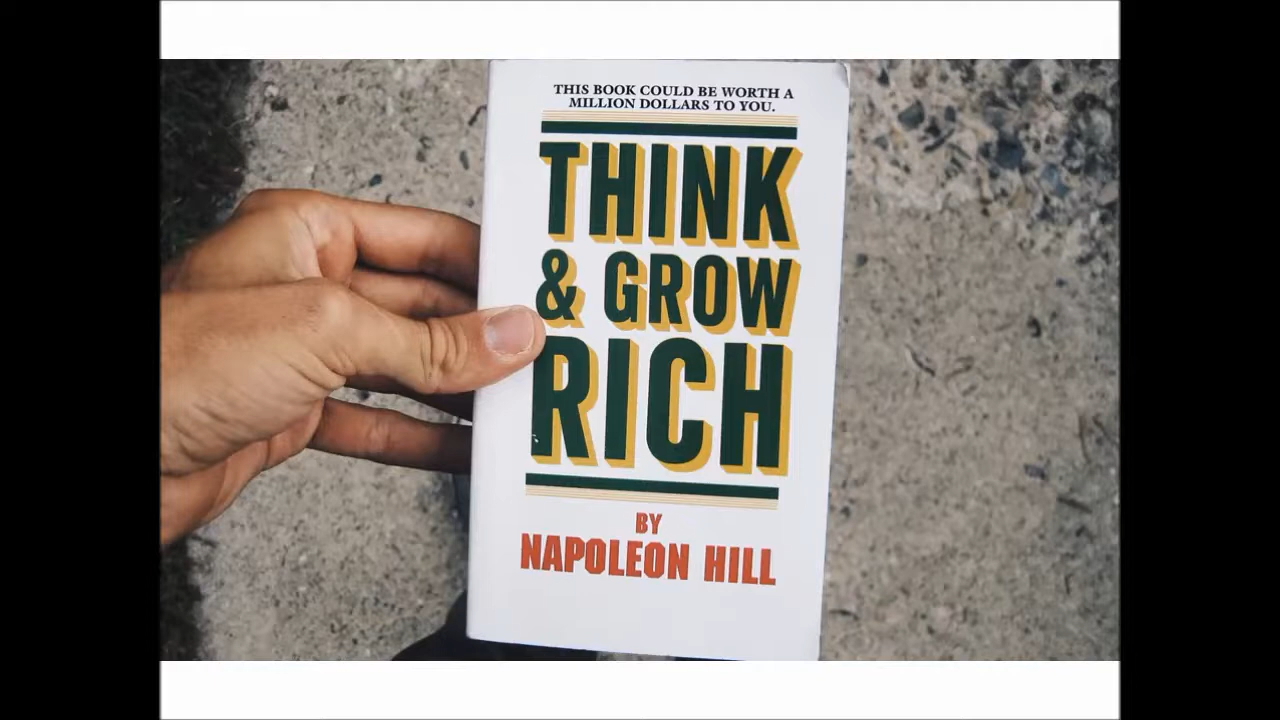 THIS BOOK COULD BE WORTH A
MILLION DOLLARS TO YOU.
THINK
& GROW
RICH
BY
NAPOLEON HILL